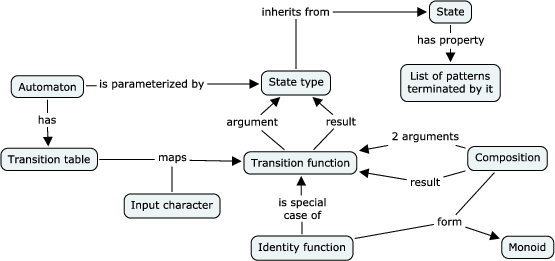 inherits from
State
has property
Automaton
is parameterized by
State type
List of patterns
terminated by it
has
argument
result
2 arguments
Transition table
maps
Transition function
Composition
result
Input character
is special
case of
form
Identity function
Monoid